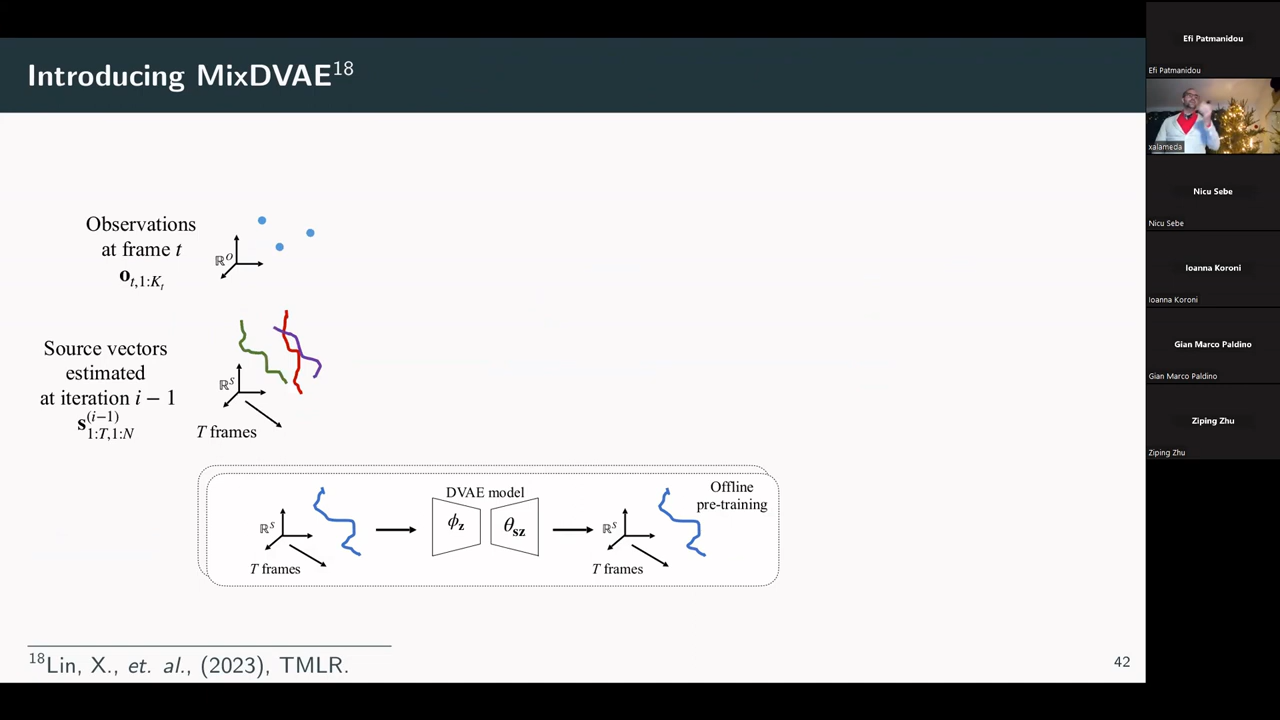 Introducing MixDVAE18
Observations
at frame t
o t,1:Kt
ℝO
Source vectors
estimated
at iteration i − 1
s(i−1) 1:T,1:N
ℝS
T frames
Offline
pre-training
DVAE model
ℝS
ϕz
θsz
ℝS
T frames
T frames
18Lin, X., et. al., (2023), TMLR.
42
Efi Patmanidou
Efi Patmanidou
xalameda
Nicu Sebe
Nicu Sebe
Ioanna Koroni
Ioanna Koroni
Gian Marco Paldino
Gian Marco Paldino
Ziping Zhu
Ziping Zhu